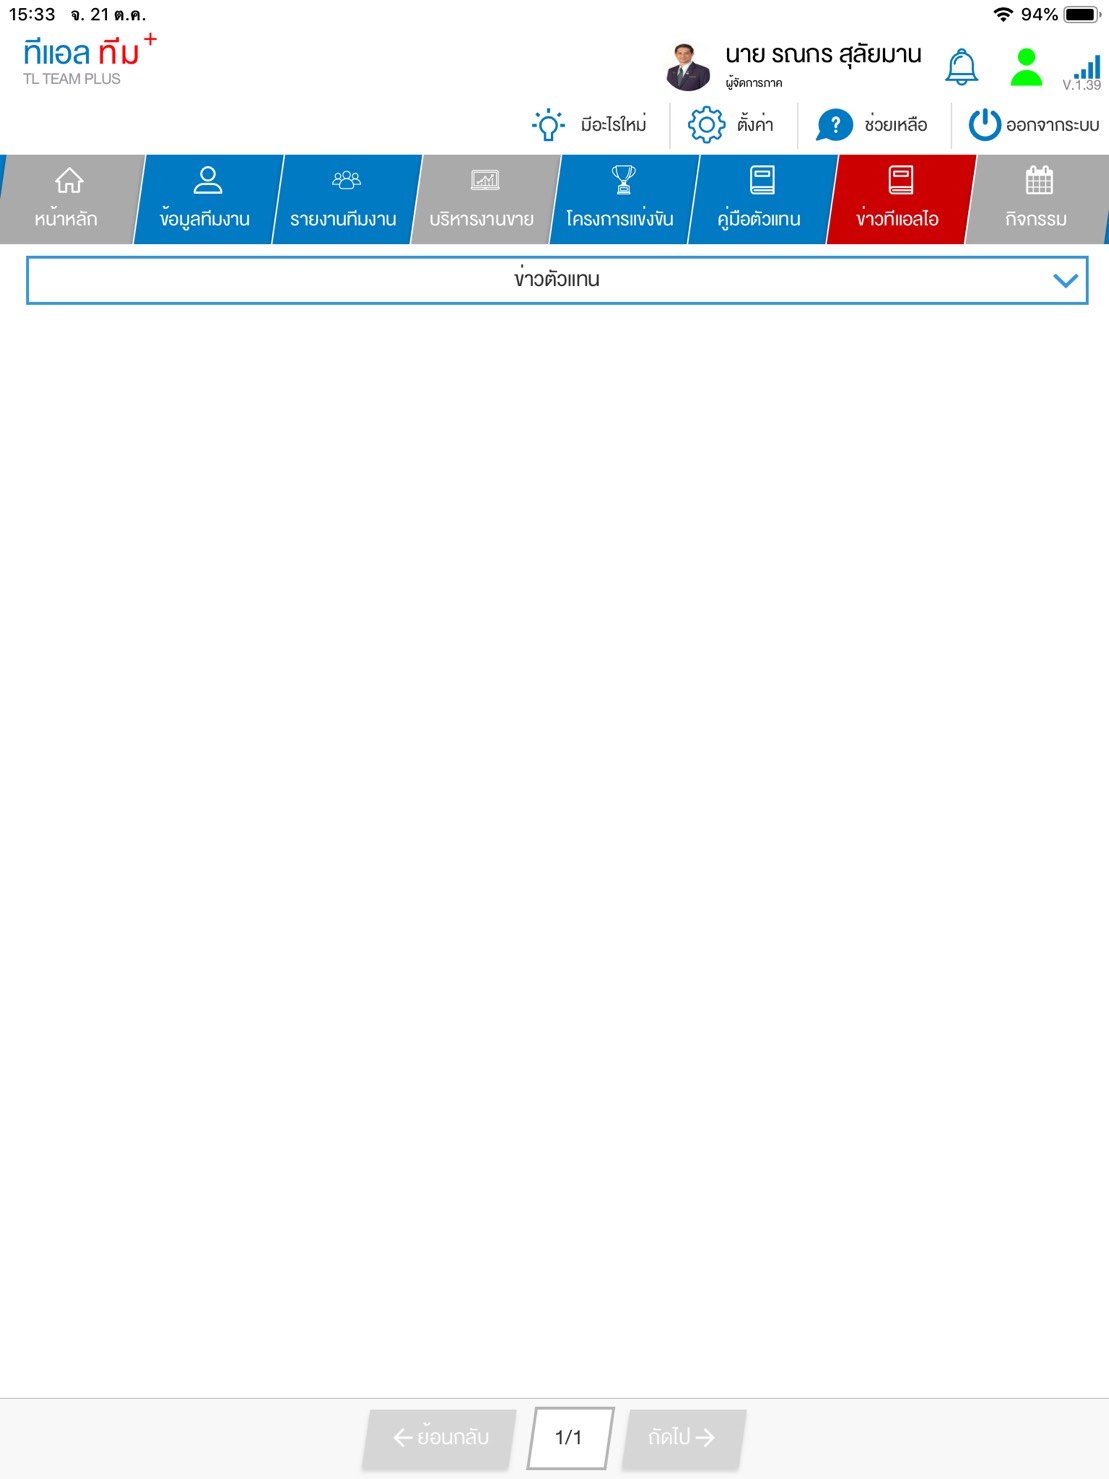 15:33 จ. 21 ต.ค. 94%
ทีแอล ทีม+
TL TEAM PLUS
นาย รณกร สุลัยมาน
ผู้จัดการภาค
V.1.39
มีอะไรใหม่ ตั้งค่า ? ช่วยเหลือ ออกจากระบบ
หน้าหลัก ข้อมูลทีมงาน รายงานทีมงาน บริหารงานขาย โครงการแข่งขัน คู่มือตัวแทน ข่าวทีแอลไอ กิจกรรม
ข่าวตัวแทน
← ย้อนกลับ 1/1 ถัดไป →